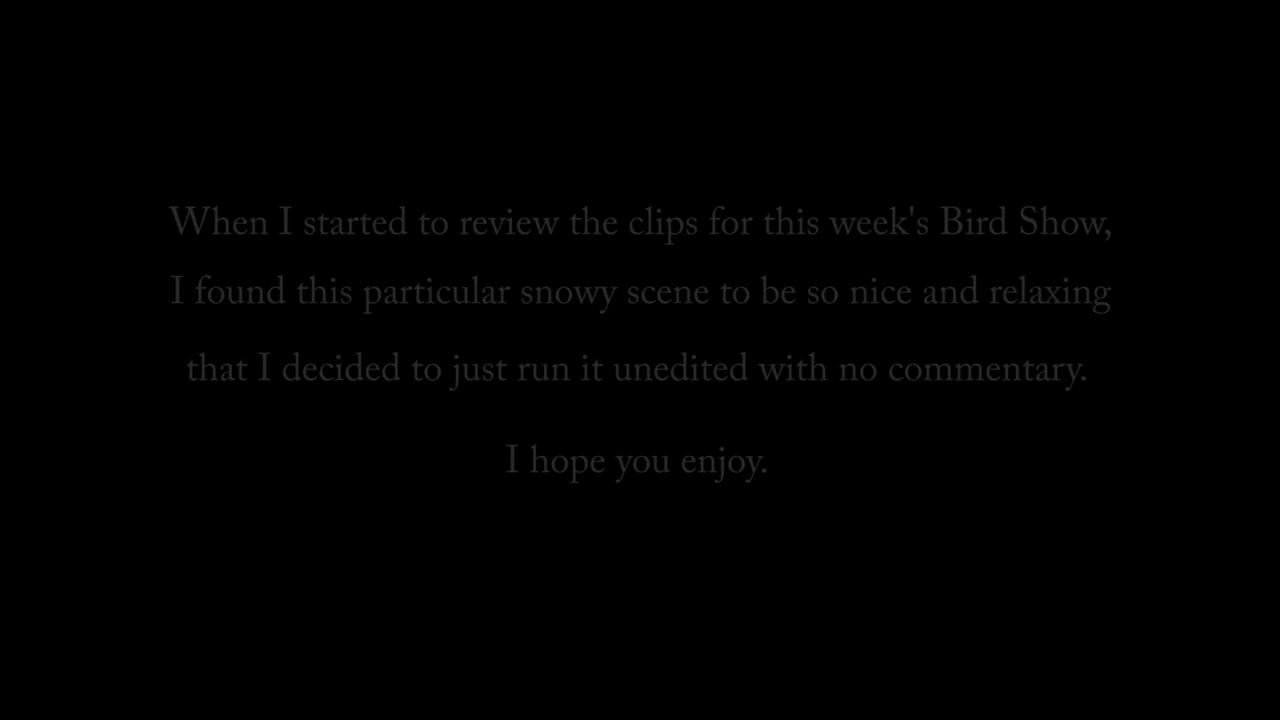 When I started to review the clips for this week's Bird Show,
I found this particular snowy scene to be so nice and relaxing
that I decided to just run it unedited with no commentary.
I hope you enjoy.